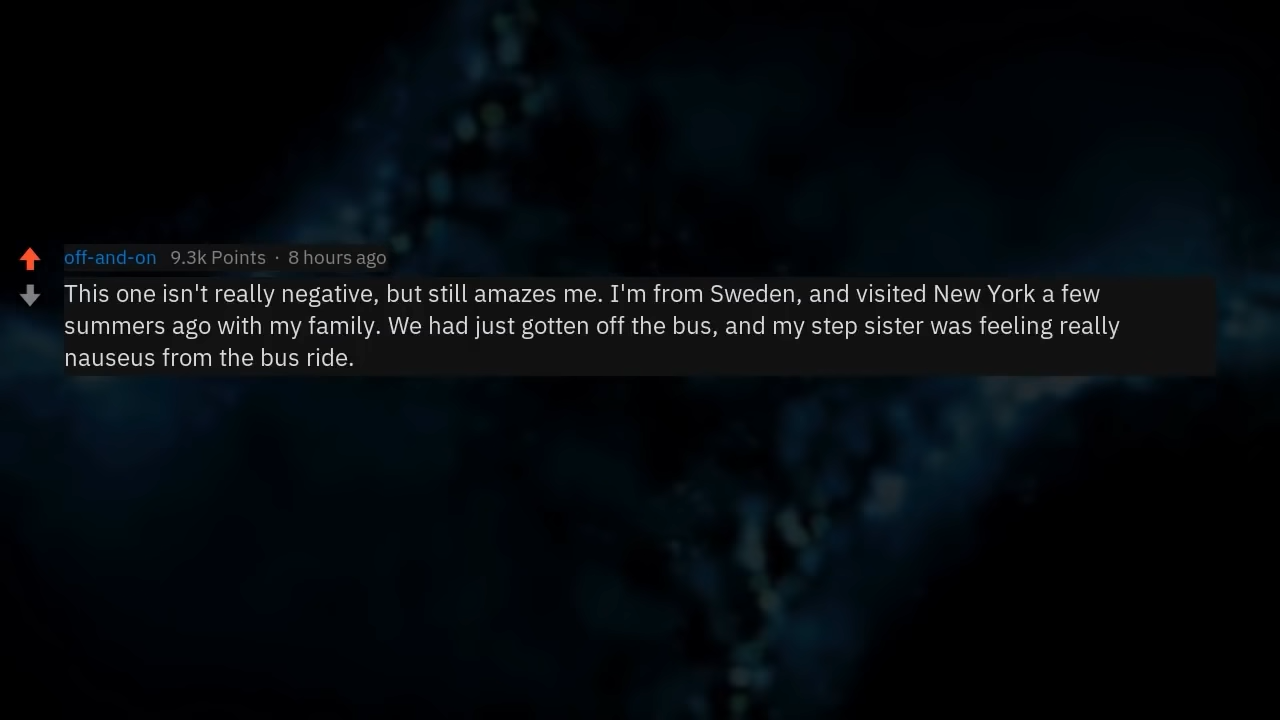 off-and-on 9.3k Points · 8 hours ago
This one isn't really negative, but still amazes me. I'm from Sweden, and visited New York a few
summers ago with my family. We had just gotten off the bus, and my step sister was feeling really
nauseus from the bus ride.